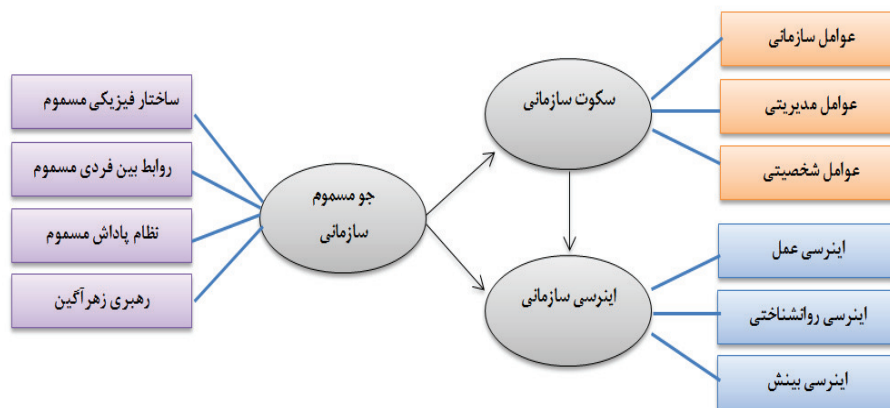 عوامل سازمانی
عوامل مدیریتی
عوامل شخصیتی
سکوت سازمانی
ساختار فیزیکی مسموم
روابط بین فردی مسموم
نظام پاداش مسموم
رهبری زهرآگین
جو مسموم
سازمانی
اینرسی سازمانی
اینرسی عمل
اینرسی روانشناختی
اینرسی بینش